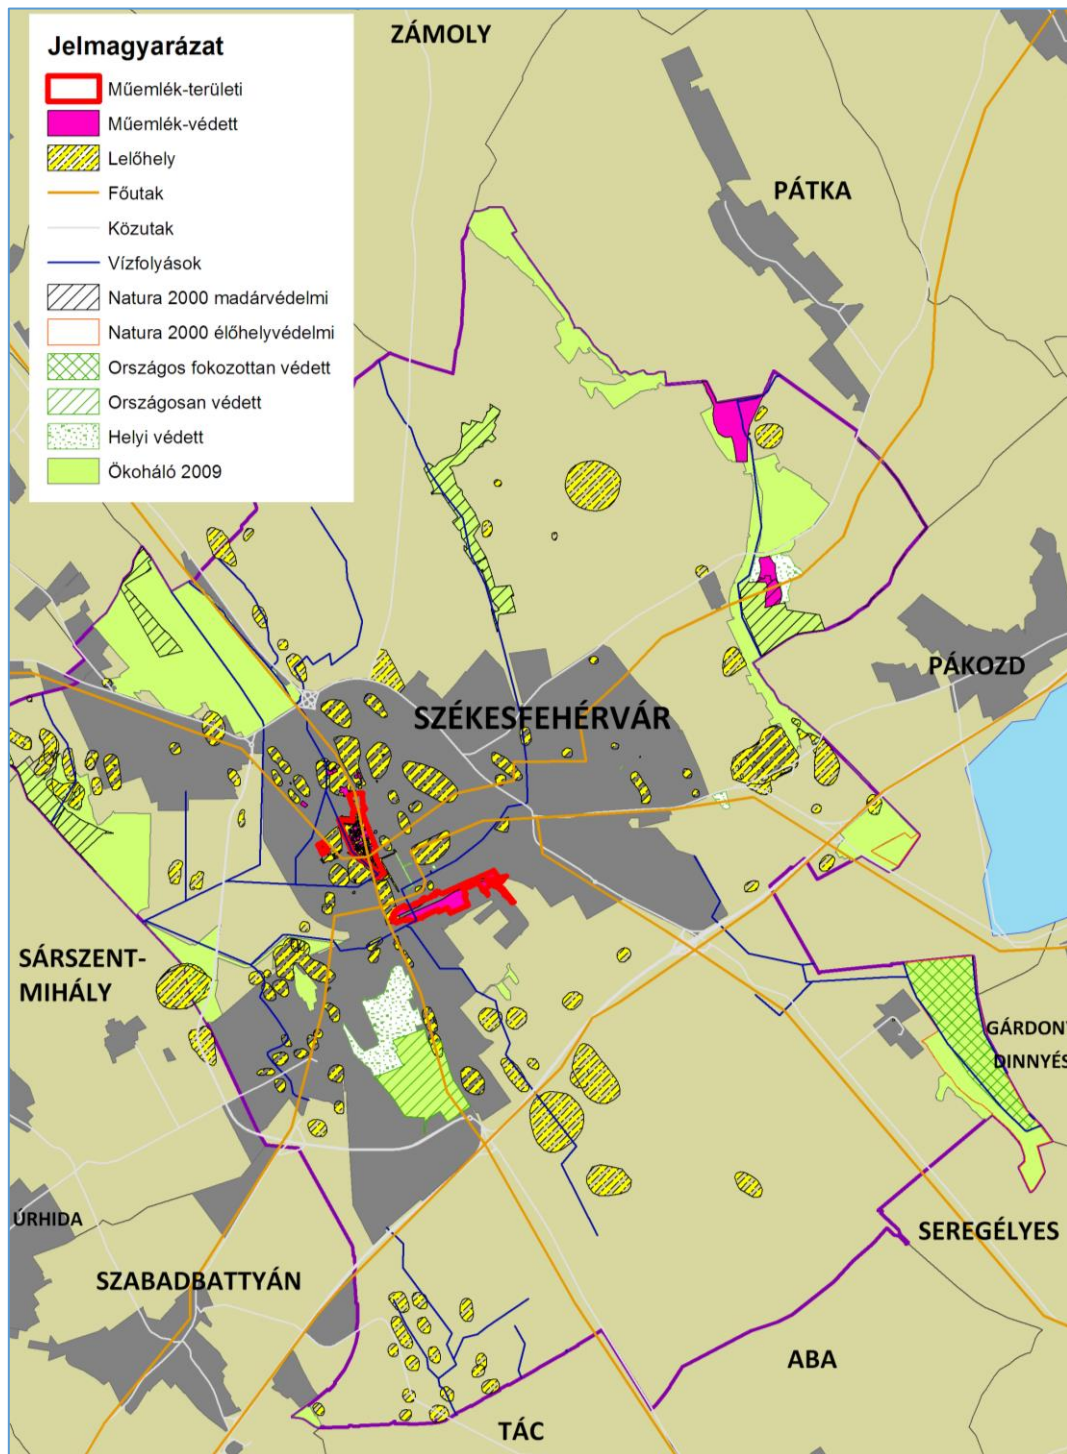 ZÁMOLY
Jelmagyarázat
Műemlék-területi
Műemlék-védett
Lelőhely
Főutak
Közutak
Vízfolyások
Natura 2000 madárvédelmi
Natura 2000 élőhelyvédelmi
Országos fokozottan védett
Országosan védett
Helyi védett
Ökoháló 2009
PÁTKA
PÁKOZD
SZÉKESFEHÉRVÁR
SÁRSZENT-
MIHÁLY
GÁRDONY
DINNYÉS
ÚRHIDA
SEREGÉLYES
SZABADBATTYÁN
ABA
TÁC